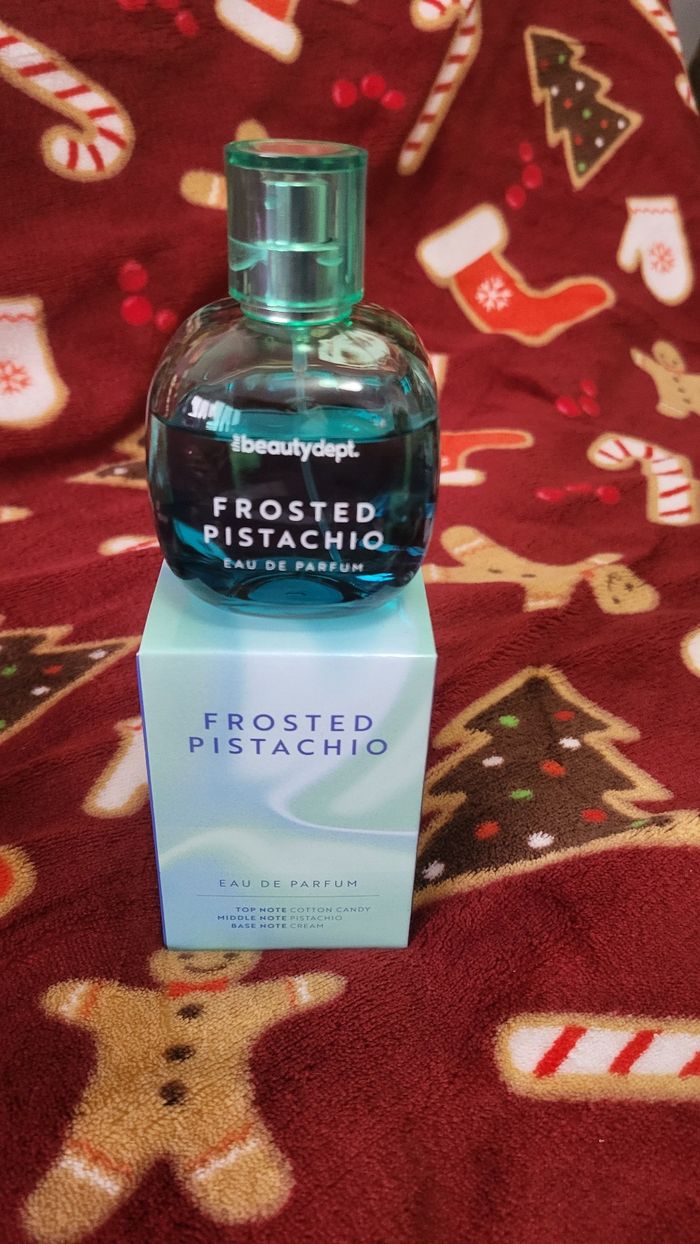 the beautydept.
FROSTED
PISTACHIO
EAU DE PARFUM
FROSTED
PISTACHIO
EAU DE PARFUM
TOP NOTE COTTON CANDY
MIDDLE NOTE PISTACHIO
BASE NOTE CREAM